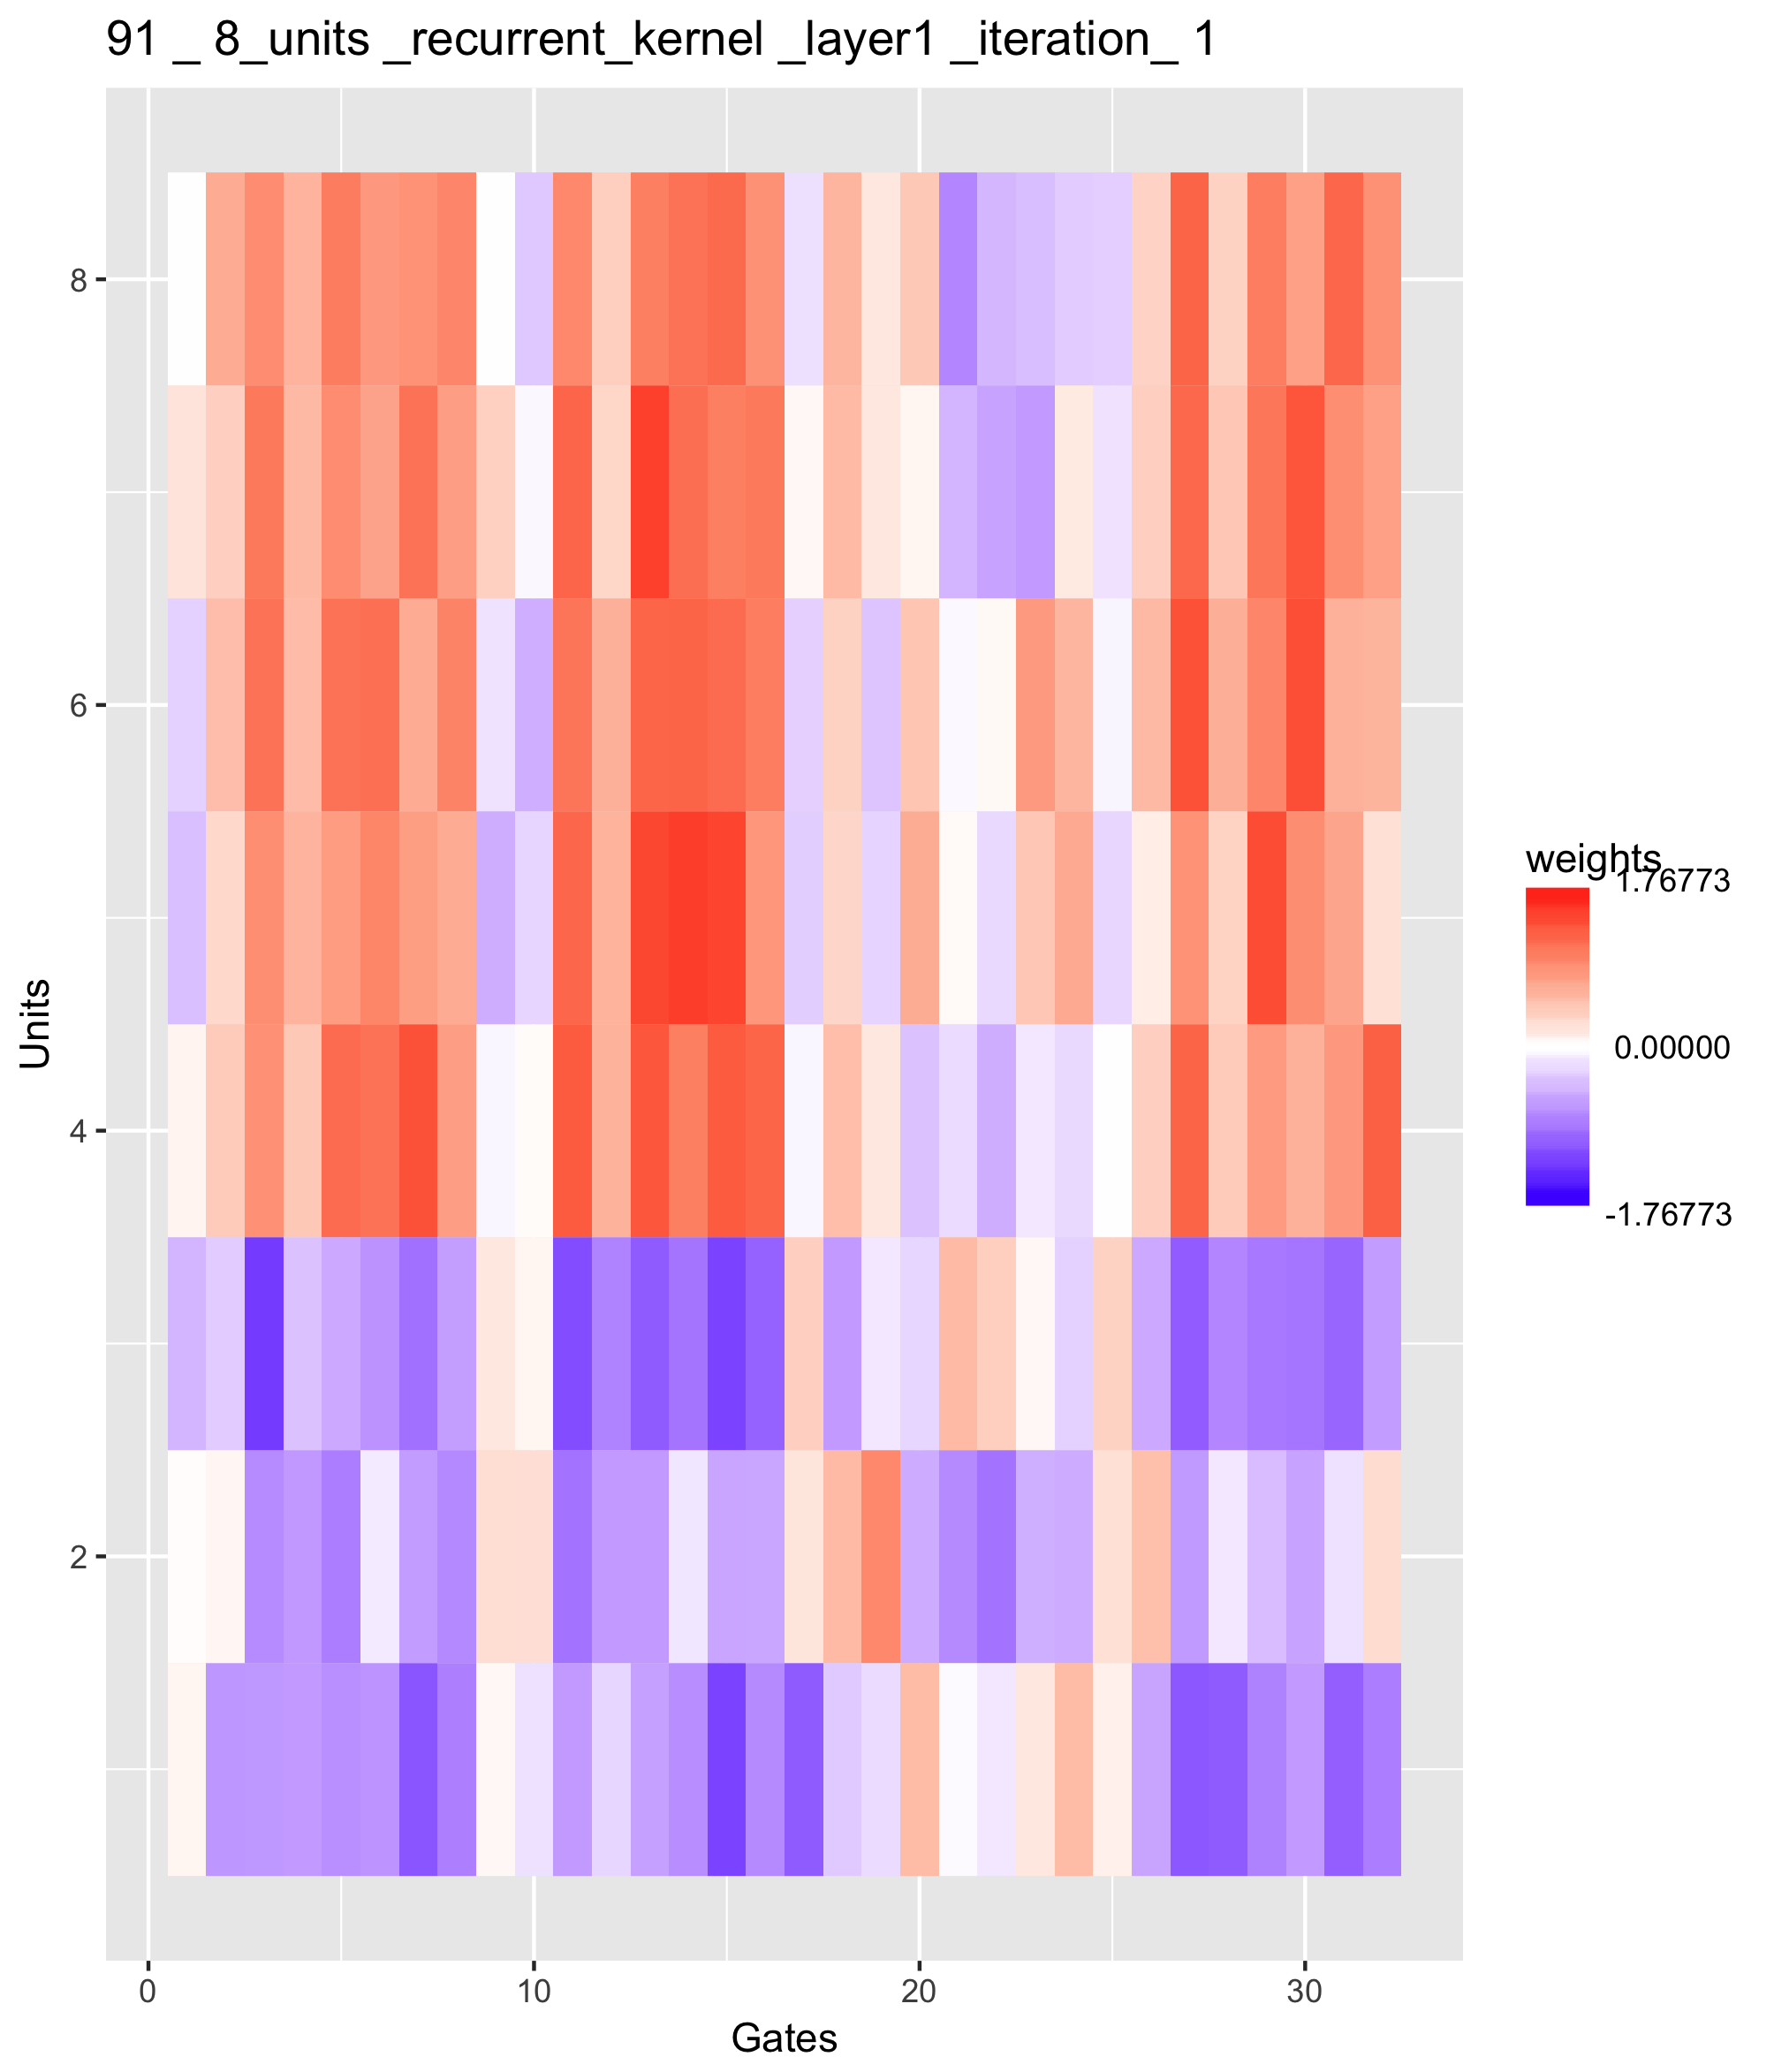 91 _ 8_units _recurrent_kernel _layer1 _iteration_ 1
8
6
4
2
Units
0 10 20 30
Gates
weights
1.76773
0.00000
-1.76773